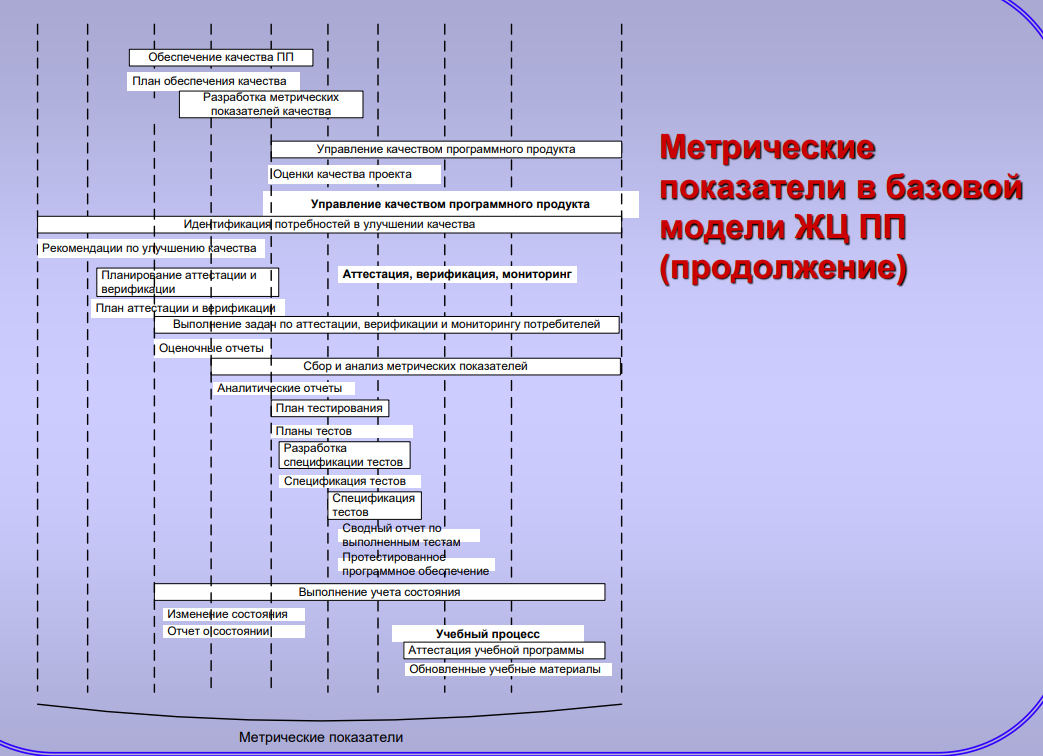 Обеспечение качества ПП
План обеспечения качества
Разработка метрических
показателей качества
Управление качеством программного продукта
Оценки качества проекта
Управление качеством программного продукта
Идентификация потребностей в улучшении качества
Рекомендации по улучшению качества
Планирование аттестации и
верификации
Аттестация, верификация, мониторинг
План аттестации и верификации
Выполнение задач по аттестации, верификации и мониторингу потребителей
Оценочные отчеты
Сбор и анализ метрических показателей
Аналитические отчеты
План тестирования
Планы тестов
Разработка
спецификации тестов
Спецификация тестов
Спецификация
тестов
Сводный отчет по
выполненным тестам
Протестированное
программное обеспечение
Выполнение учета состояния
Изменение состояния
Отчет о состоянии
Учебный процесс
Аттестация учебной программы
Обновленные учебные материалы
Метрические показатели
Метрические
показатели в базовой
модели ЖЦ ПП
(продолжение)